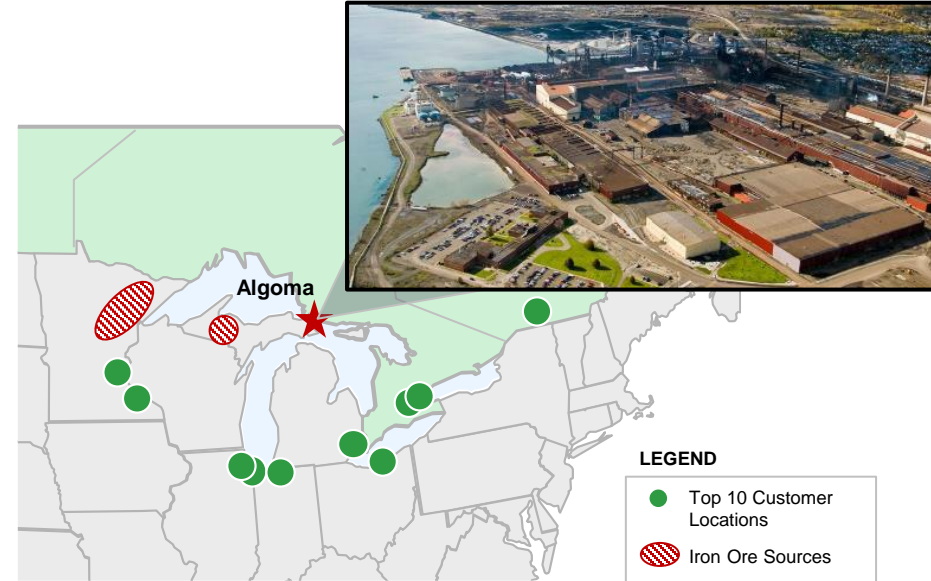 Algoma
LEGEND
Top 10 Customer
Locations
Iron Ore Sources